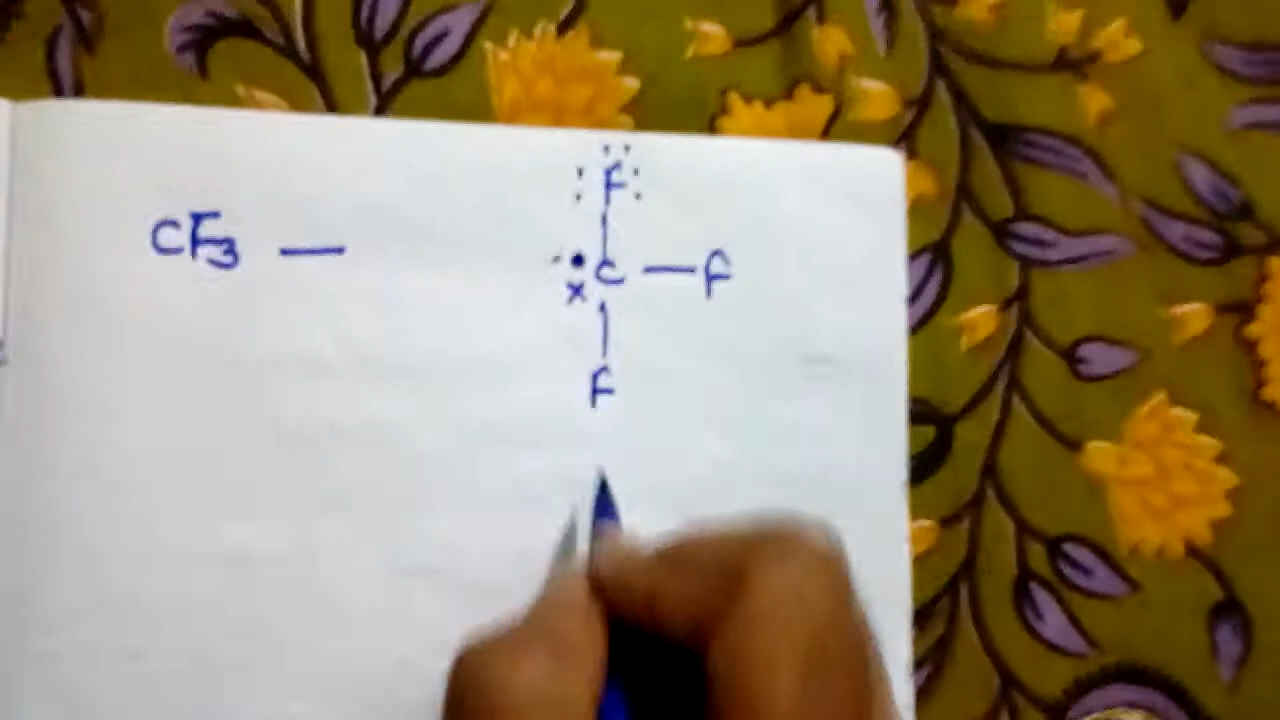 F
CF3 —
x C — F
F